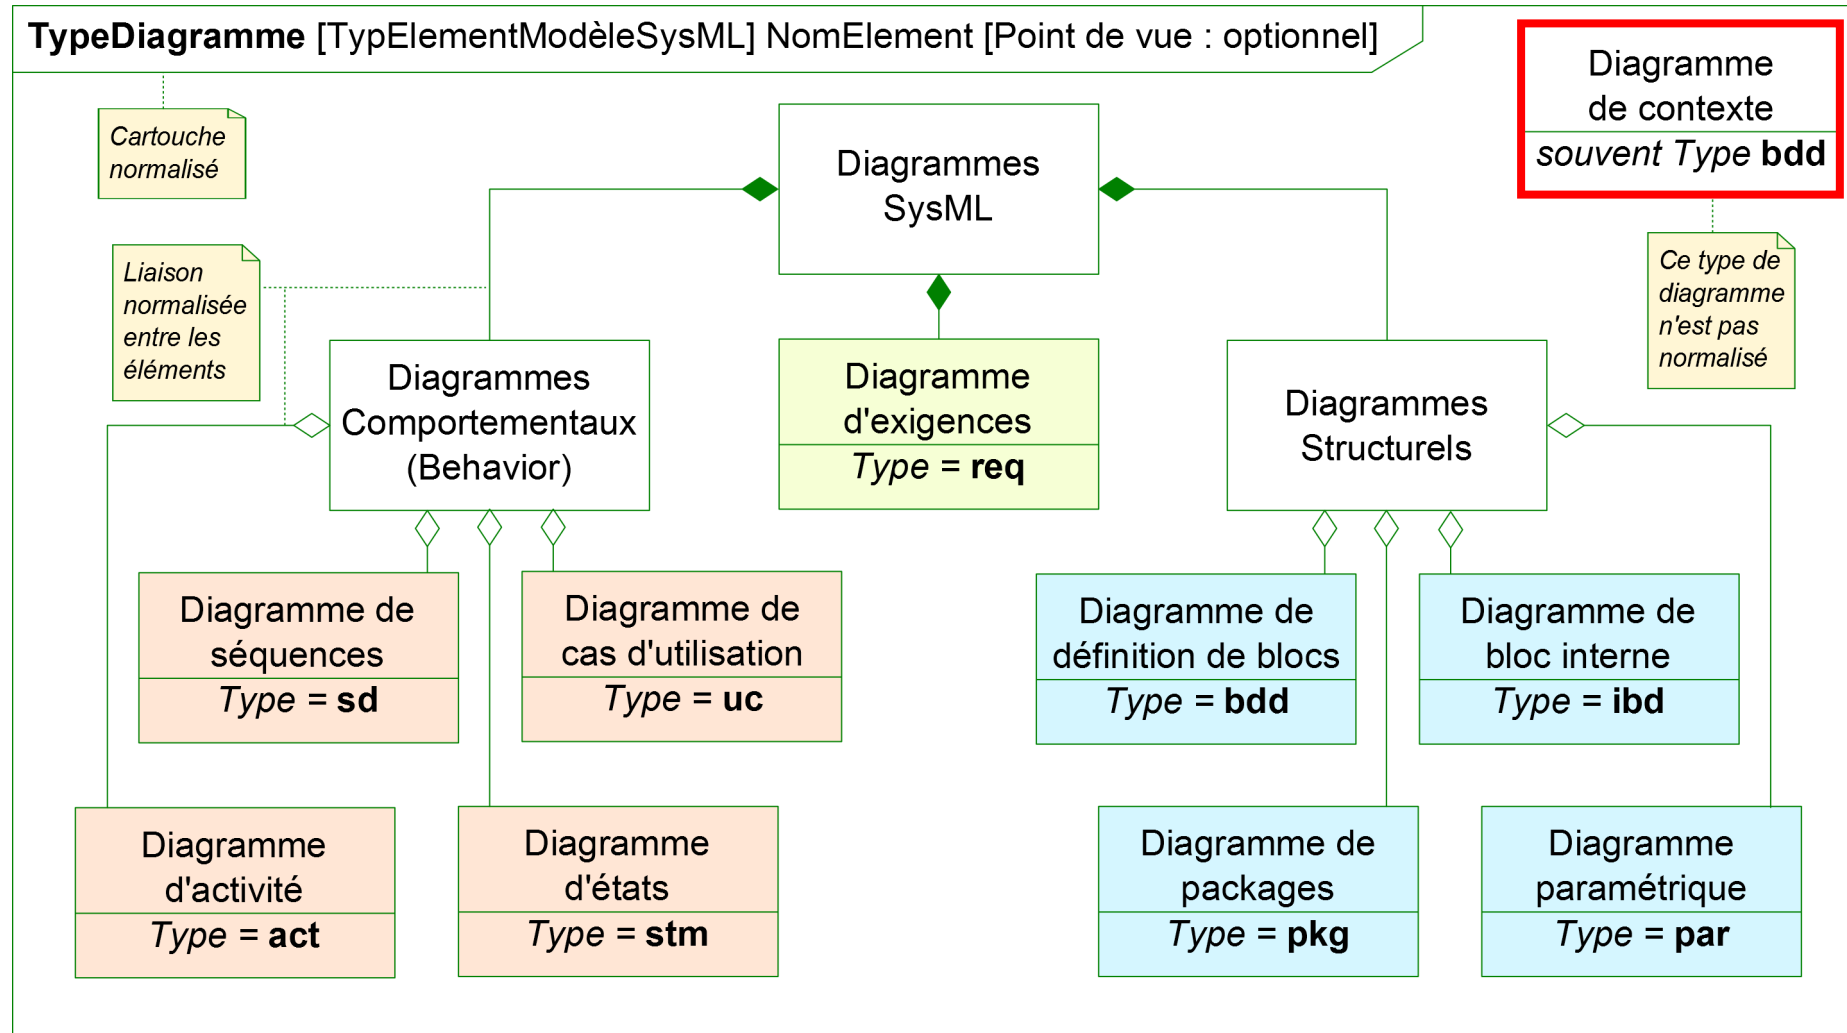 TypeDiagramme [TypElementModèleSysML] NomElement [Point de vue : optionnel]
Diagramme
de contexte
souvent Type bdd
Cartouche
normalisé
Diagrammes
SysML
Liaison
normalisée
entre les
éléments
Ce type de
diagramme
n'est pas
normalisé
Diagrammes
Comportementaux
(Behavior)
Diagramme
d'exigences
Type = req
Diagrammes
Structurels
Diagramme de
séquences
Type = sd
Diagramme de
cas d'utilisation
Type = uc
Diagramme de
définition de blocs
Type = bdd
Diagramme de
bloc interne
Type = ibd
Diagramme
d'activité
Type = act
Diagramme
d'états
Type = stm
Diagramme de
packages
Type = pkg
Diagramme
paramétrique
Type = par